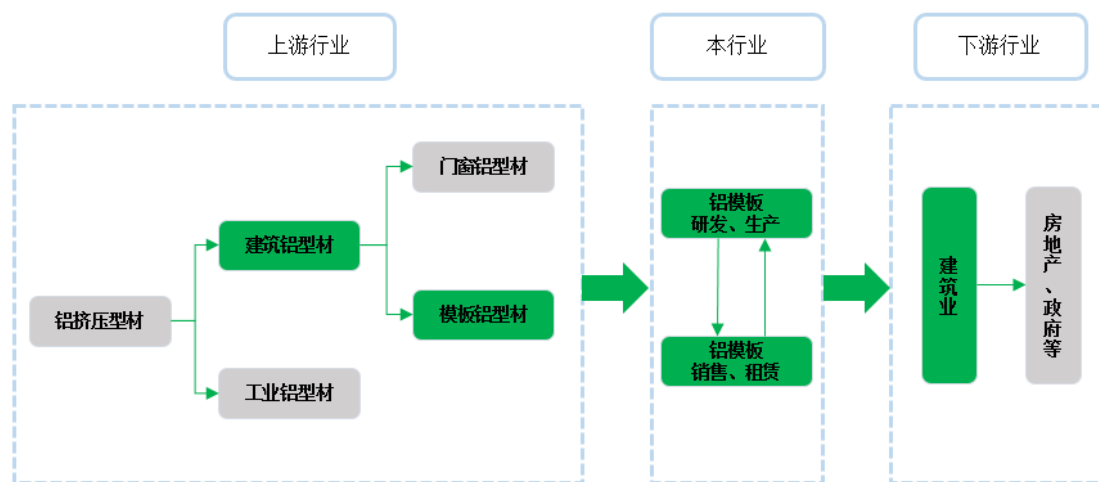 上游行业
本行业
下游行业
门窗铝型材
建筑铝型材
模板铝型材
铝挤压型材
工业铝型材
铝模板
研发、生产
铝模板
销售、租赁
建筑业
房地产、政府等